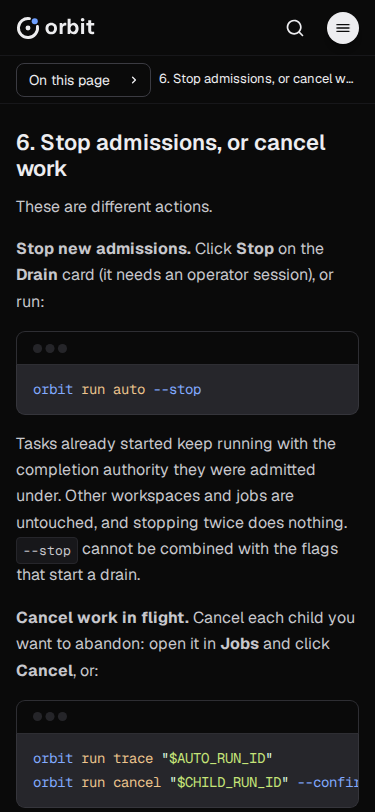 orbit
On this page
6. Stop admissions, or cancel w...
6. Stop admissions, or cancel
work
These are different actions.
Stop new admissions. Click Stop on the
Drain card (it needs an operator session), or
run:
orbit run auto --stop
Tasks already started keep running with the
completion authority they were admitted
under. Other workspaces and jobs are
untouched, and stopping twice does nothing.
--stop cannot be combined with the flags
that start a drain.
Cancel work in flight. Cancel each child you
want to abandon: open it in Jobs and click
Cancel, or:
orbit run trace "$AUTO_RUN_ID"
orbit run cancel "$CHILD_RUN_ID" --confir